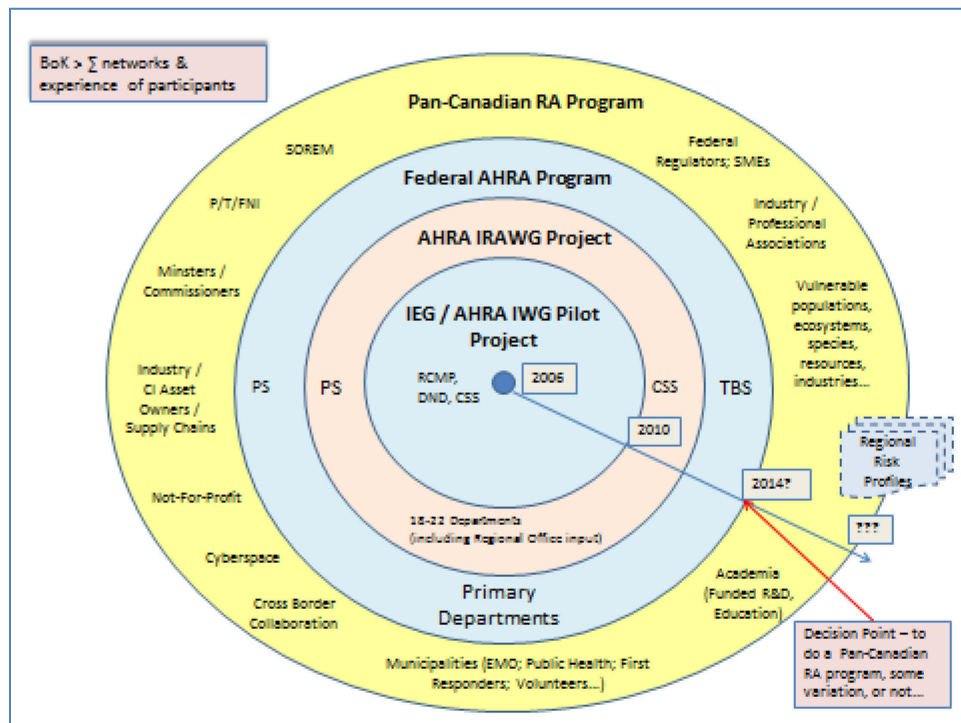 BoK > ∑ networks &
experience of participants
Pan-Canadian RA Program
SOREM
Federal
Regulators; SMEs
Federal AHRA Program
P/T/FNI
Industry /
Professional
Associations
AHRA IRAWG Project
Minsters /
Commissioners
Vulnerable
populations,
ecosystems,
species,
resources,
industries...
IEG / AHRA IWG Pilot
Project
RCMP,
DND, CSS
2006
Industry /
CI Asset
Owners /
Supply Chains
PS
PS
CSS
TBS
2010
Regional
Risk
Profiles
2014?
Not-For-Profit
???
18-22 Departments
(including Regional Office input)
Cyberspace
Primary
Departments
Academia
(Funded R&D,
Education)
Cross Border
Collaboration
Municipalities (EMO; Public Health; First
Responders; Volunteers...)
Decision Point – to
do a Pan-Canadian
RA program, some
variation, or not...